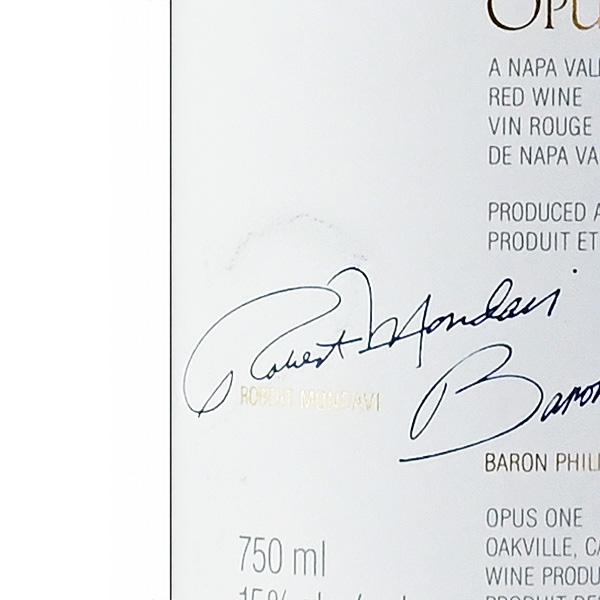 OPU
A NAPA VALL
RED WINE
VIN ROUGE
DE NAPA VA
PRODUCED A
PRODUIT ET
Robert Mondavi
ROBERT MONDAVI
Baron
BARON PHILI
OPUS ONE
OAKVILLE, CA
WINE PRODU
750 ml